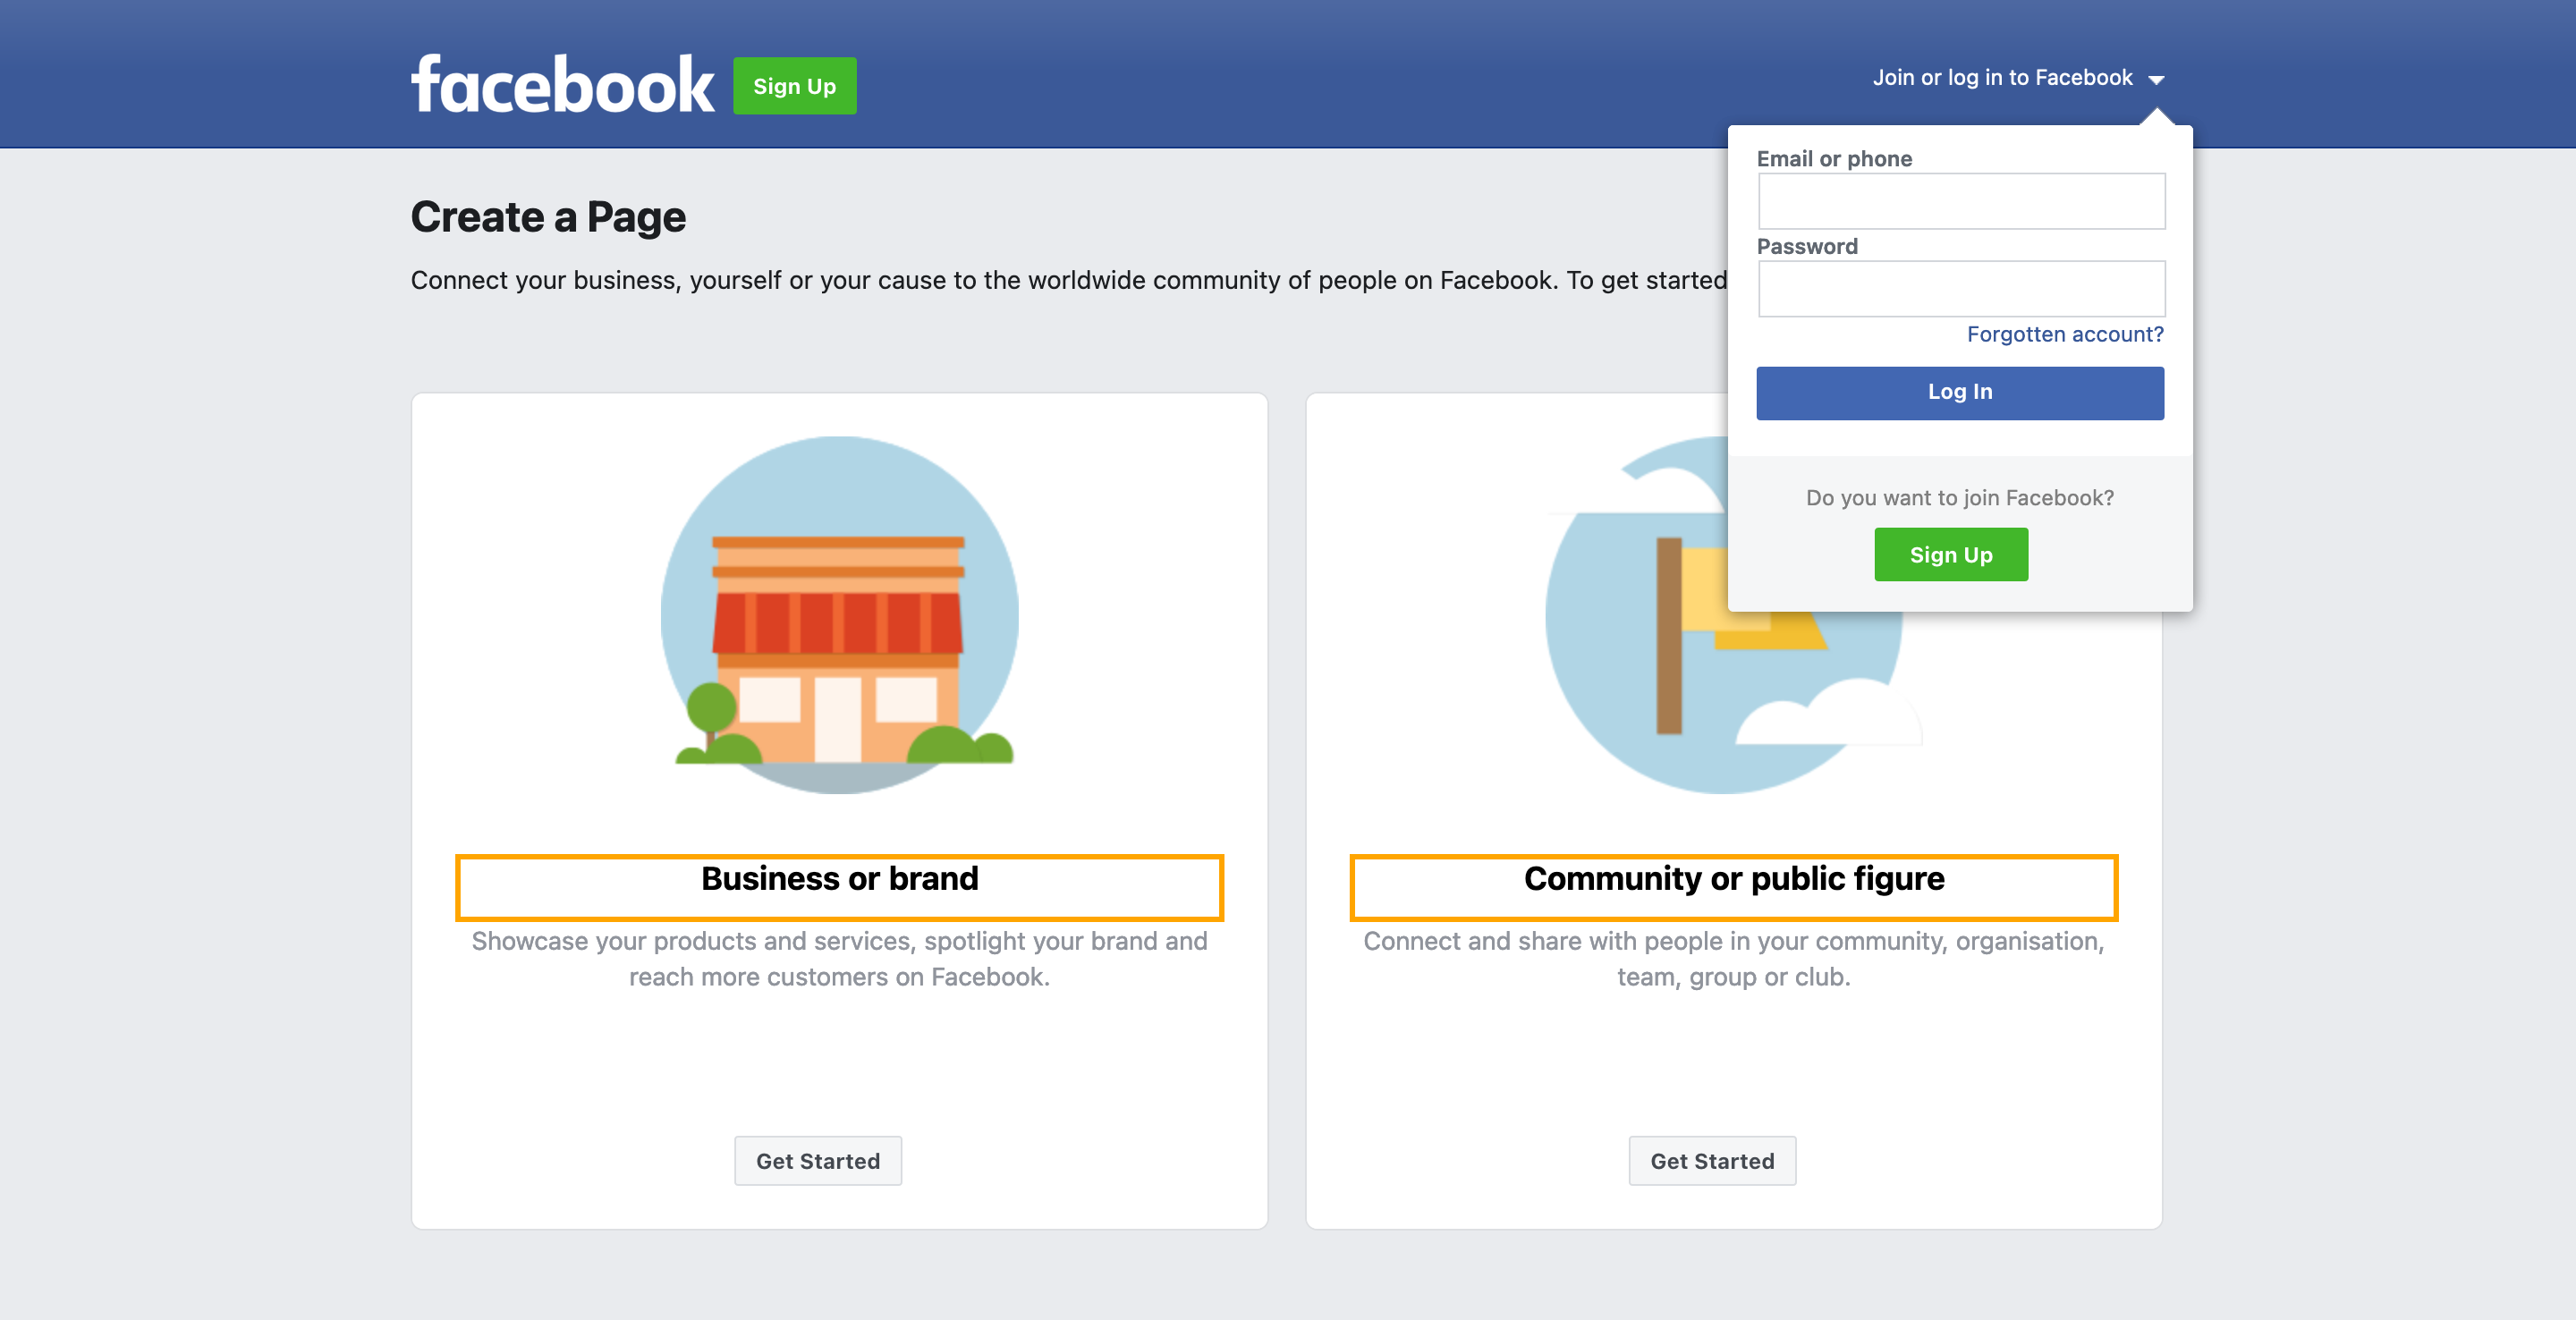 facebook
Sign Up
Join or log in to Facebook
Email or phone
Password
Forgotten account?
Log In
Do you want to join Facebook?
Sign Up
Create a Page
Connect your business, yourself or your cause to the worldwide community of people on Facebook. To get started
Business or brand
Showcase your products and services, spotlight your brand and
reach more customers on Facebook.
Get Started
Community or public figure
Connect and share with people in your community, organisation,
team, group or club.
Get Started